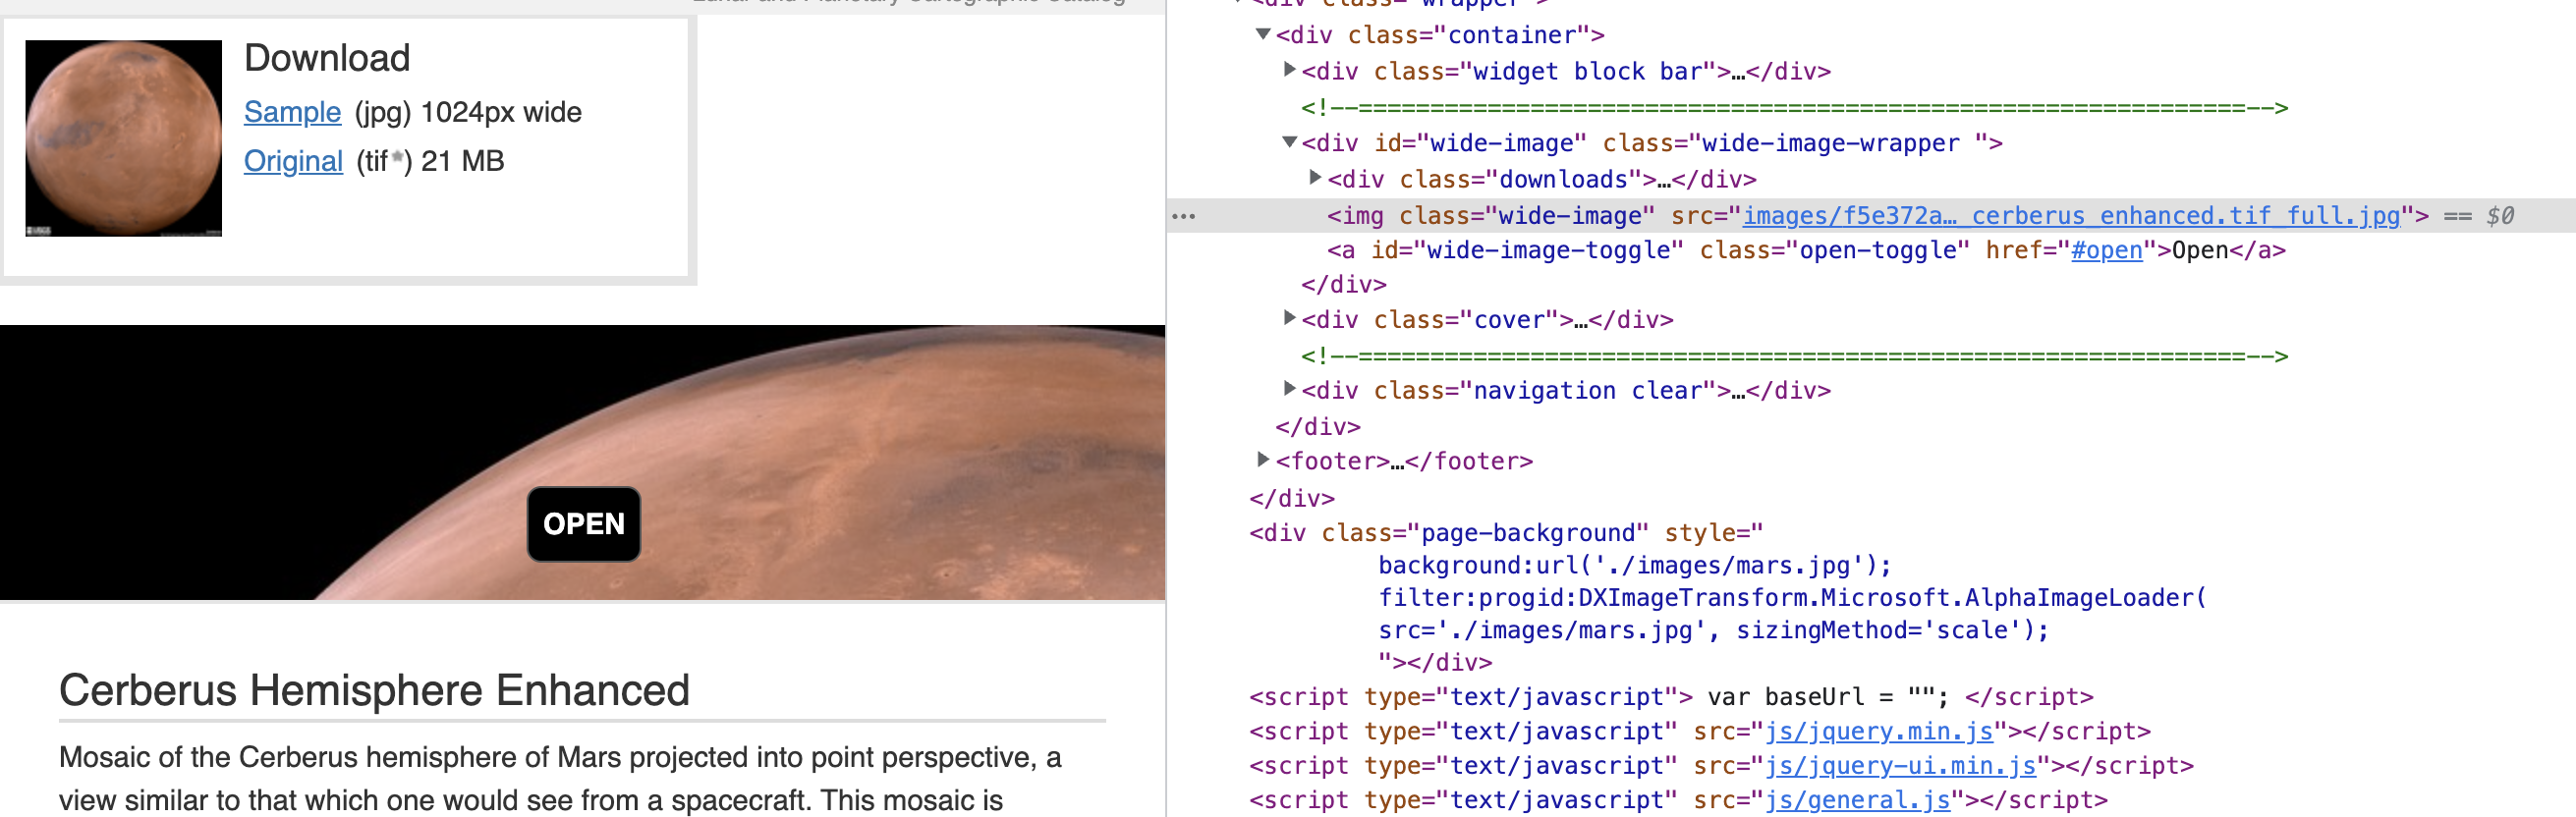 Lunar and Planetary Cartographic Catalog
Download
Sample (jpg) 1024px wide
Original (tif*) 21 MB
USGS
OPEN
Cerberus Hemisphere Enhanced
Mosaic of the Cerberus hemisphere of Mars projected into point perspective, a
view similar to that which one would see from a spacecraft. This mosaic is
<div class="wrapper">
▼<div class="container">
▶<div class="widget block bar">…</div>
<!--==============================================================-->
▼<div id="wide-image" class="wide-image-wrapper ">
▶<div class="downloads">…</div>
… <img class="wide-image" src="images/f5e372a…_cerberus_enhanced.tif_full.jpg"> == $0
<a id="wide-image-toggle" class="open-toggle" href="#open">Open</a>
</div>
▶<div class="cover">…</div>
<!--==============================================================-->
▶<div class="navigation clear">…</div>
</div>
▶<footer>…</footer>
</div>
<div class="page-background" style="
background:url('./images/mars.jpg');
filter:progid:DXImageTransform.Microsoft.AlphaImageLoader(
src='./images/mars.jpg', sizingMethod='scale');
"></div>
<script type="text/javascript"> var baseUrl = ""; </script>
<script type="text/javascript" src="js/jquery.min.js"></script>
<script type="text/javascript" src="js/jquery-ui.min.js"></script>
<script type="text/javascript" src="js/general.js"></script>